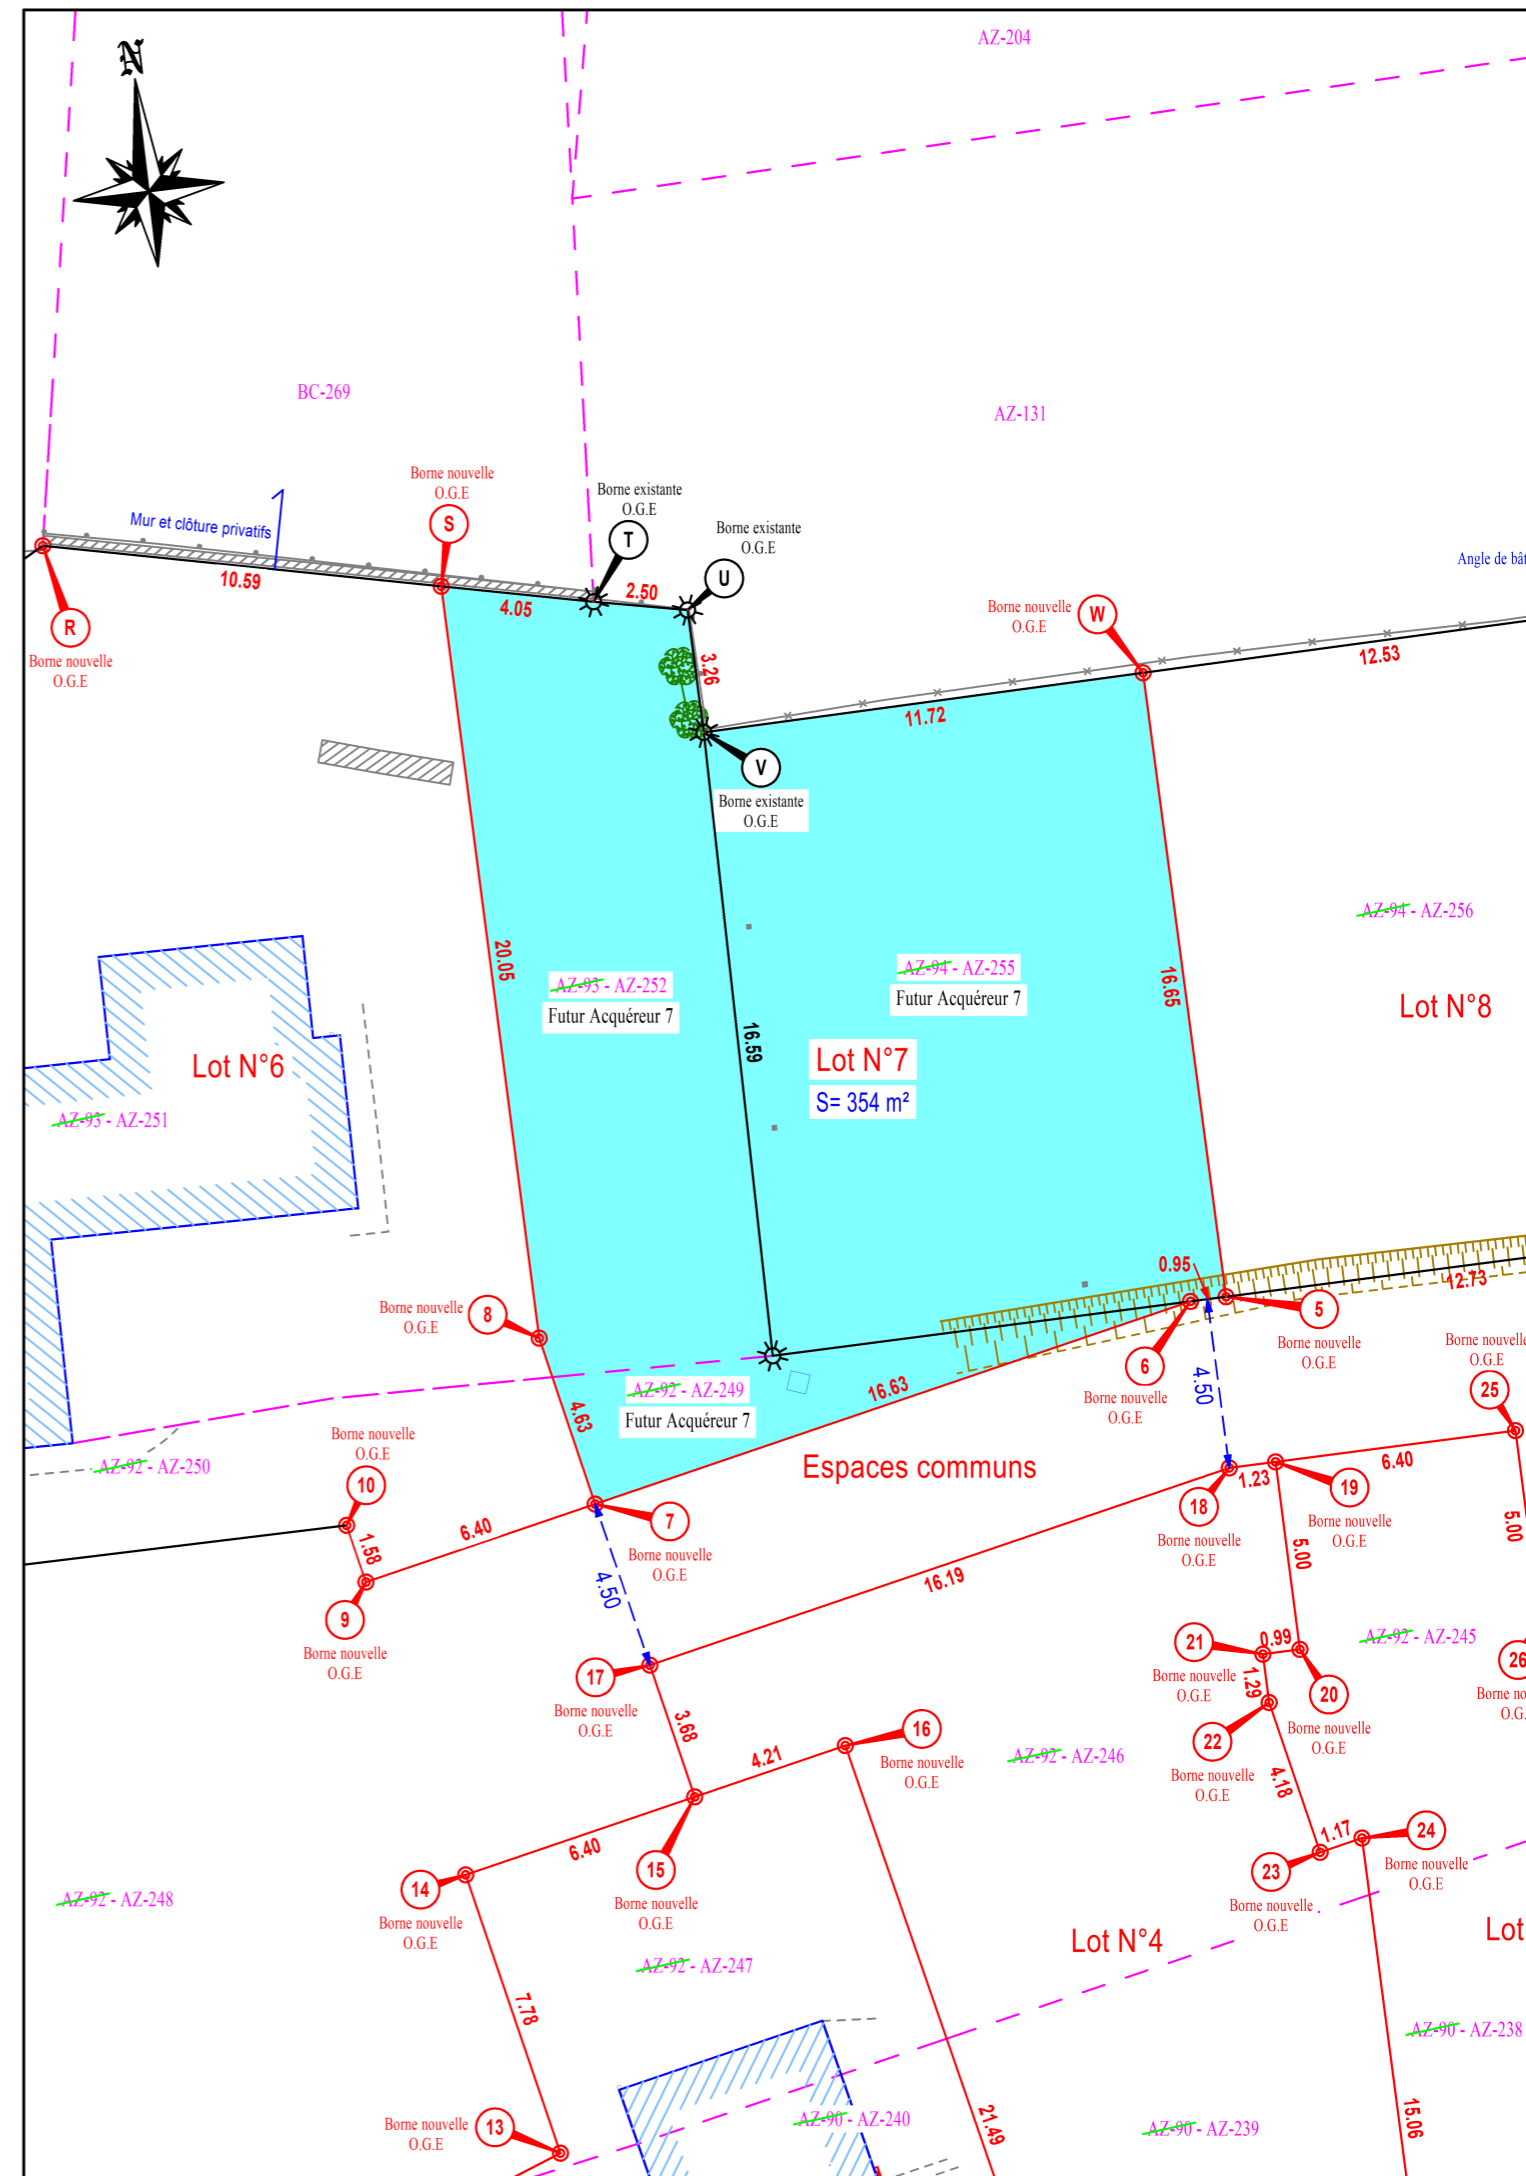 AZ-204
N
BC-269
AZ-131
Borne nouvelle
O.G.E
S
Borne existante
O.G.E
T
Borne existante
O.G.E
U
Mur et clôture privatifs
10.59
4.05
2.50
R
Borne nouvelle
O.G.E
3.26
Borne nouvelle
O.G.E
W
Angle de bât
12.53
11.72
V
Borne existante
O.G.E
20.05
16.59
16.65
AZ-93 - AZ-252
Futur Acquéreur 7
AZ-94 - AZ-255
Futur Acquéreur 7
AZ-94 - AZ-256
Lot N°8
Lot N°7
S= 354 m²
Lot N°6
AZ-93 - AZ-251
0.95
12.73
Borne nouvelle
O.G.E
8
5
Borne nouvelle
O.G.E
6
Borne nouvelle
O.G.E
4.50
Borne nouvelle
O.G.E
25
4.63
AZ-92 - AZ-249
Futur Acquéreur 7
16.63
Espaces communs
AZ-92 - AZ-250
Borne nouvelle
O.G.E
10
1.58
6.40
7
Borne nouvelle
O.G.E
9
Borne nouvelle
O.G.E
4.50
16.19
18
Borne nouvelle
O.G.E
1.23
6.40
19
Borne nouvelle
O.G.E
5.00
5.00
17
Borne nouvelle
O.G.E
3.68
21
Borne nouvelle
O.G.E
0.99
1.29
20
Borne nouvelle
O.G.E
AZ-92 - AZ-245
26
Borne no
O.G.
22
Borne nouvelle
O.G.E
4.18
16
Borne nouvelle
O.G.E
4.21
AZ-92 - AZ-246
6.40
15
Borne nouvelle
O.G.E
14
Borne nouvelle
O.G.E
1.17
24
Borne nouvelle
O.G.E
23
Borne nouvelle
O.G.E
AZ-92 - AZ-248
Lot N°4
Lot
AZ-92 - AZ-247
7.78
AZ-90 - AZ-238
Borne nouvelle
O.G.E
13
AZ-90 - AZ-240
21.49
AZ-90 - AZ-239
15.06